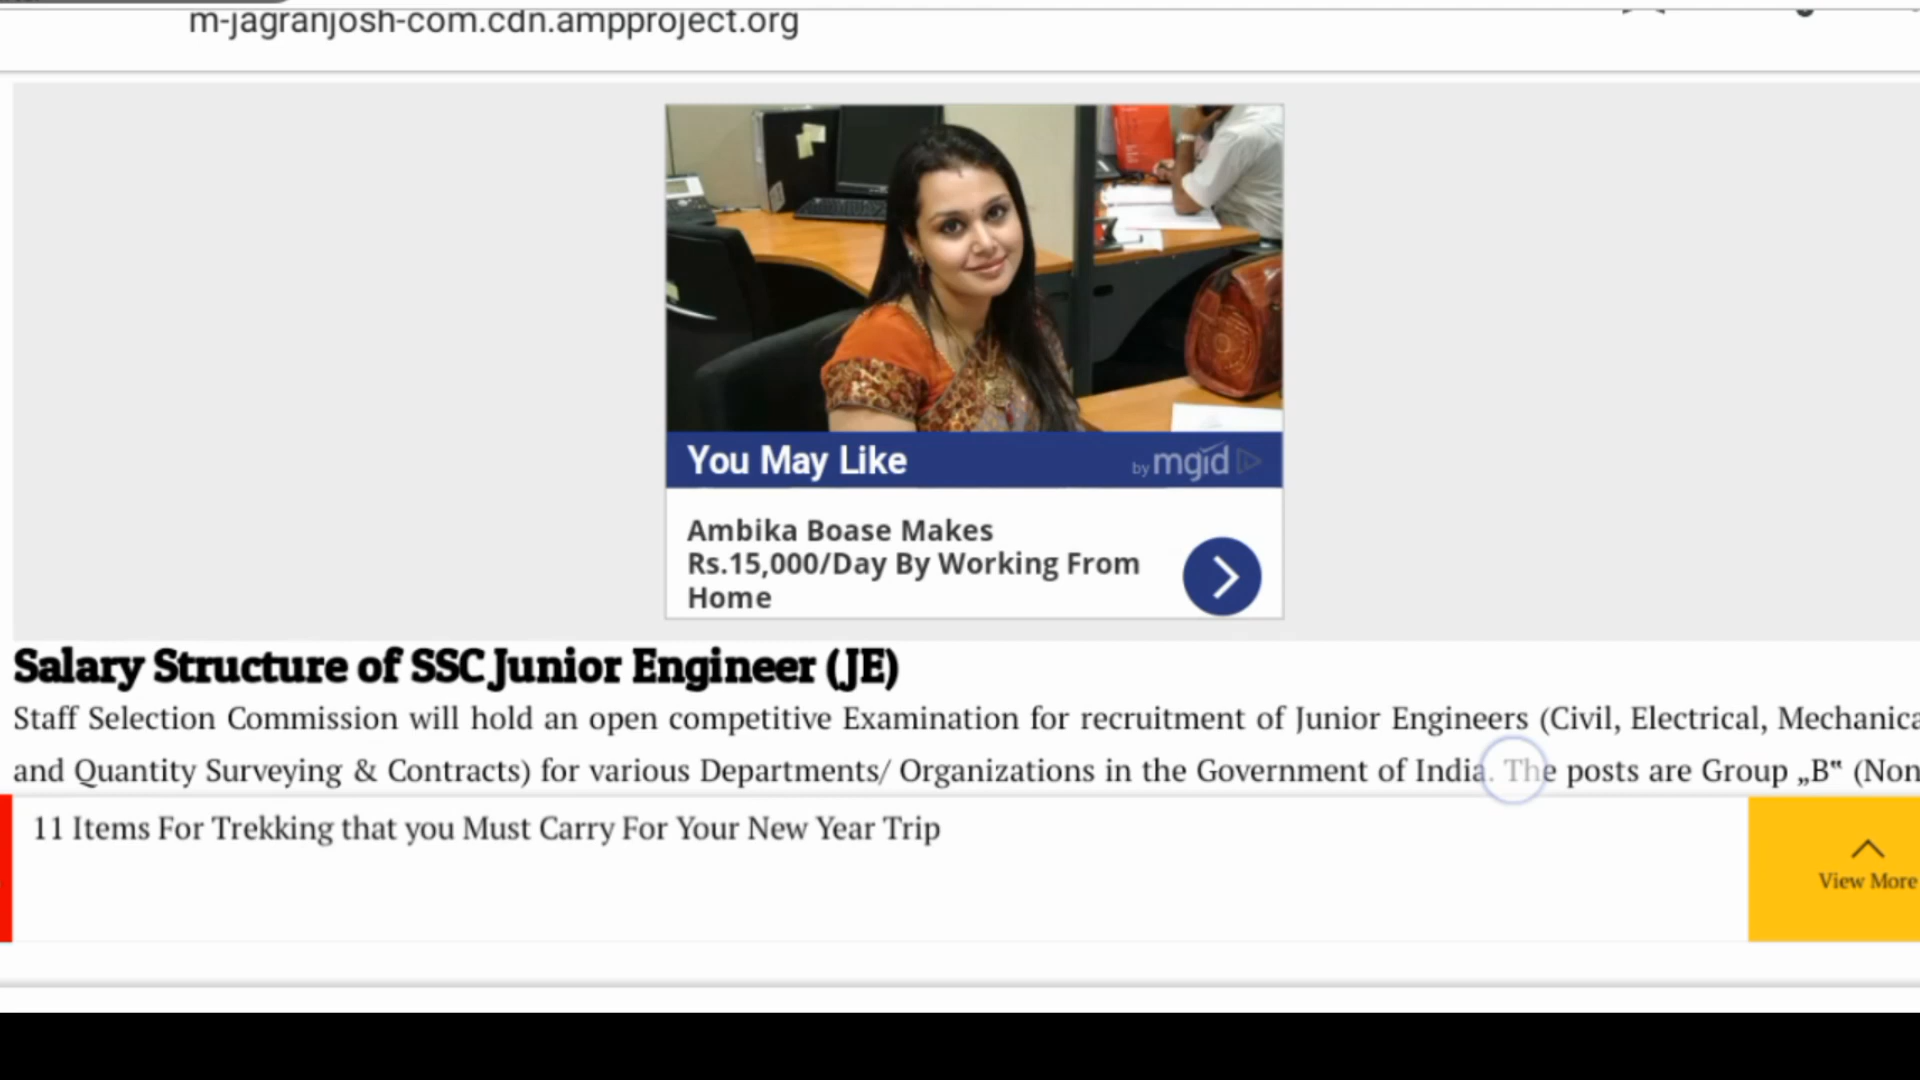 m-jagranjosh-com.cdn.ampproject.org
You May Like
by mgid
Ambika Boase Makes
Rs.15,000/Day By Working From
Home
Salary Structure of SSC Junior Engineer (JE)
Staff Selection Commission will hold an open competitive Examination for recruitment of Junior Engineers (Civil, Electrical, Mechanica
and Quantity Surveying & Contracts) for various Departments/ Organizations in the Government of India. The posts are Group „B‟ (Non
11 Items For Trekking that you Must Carry For Your New Year Trip
View More